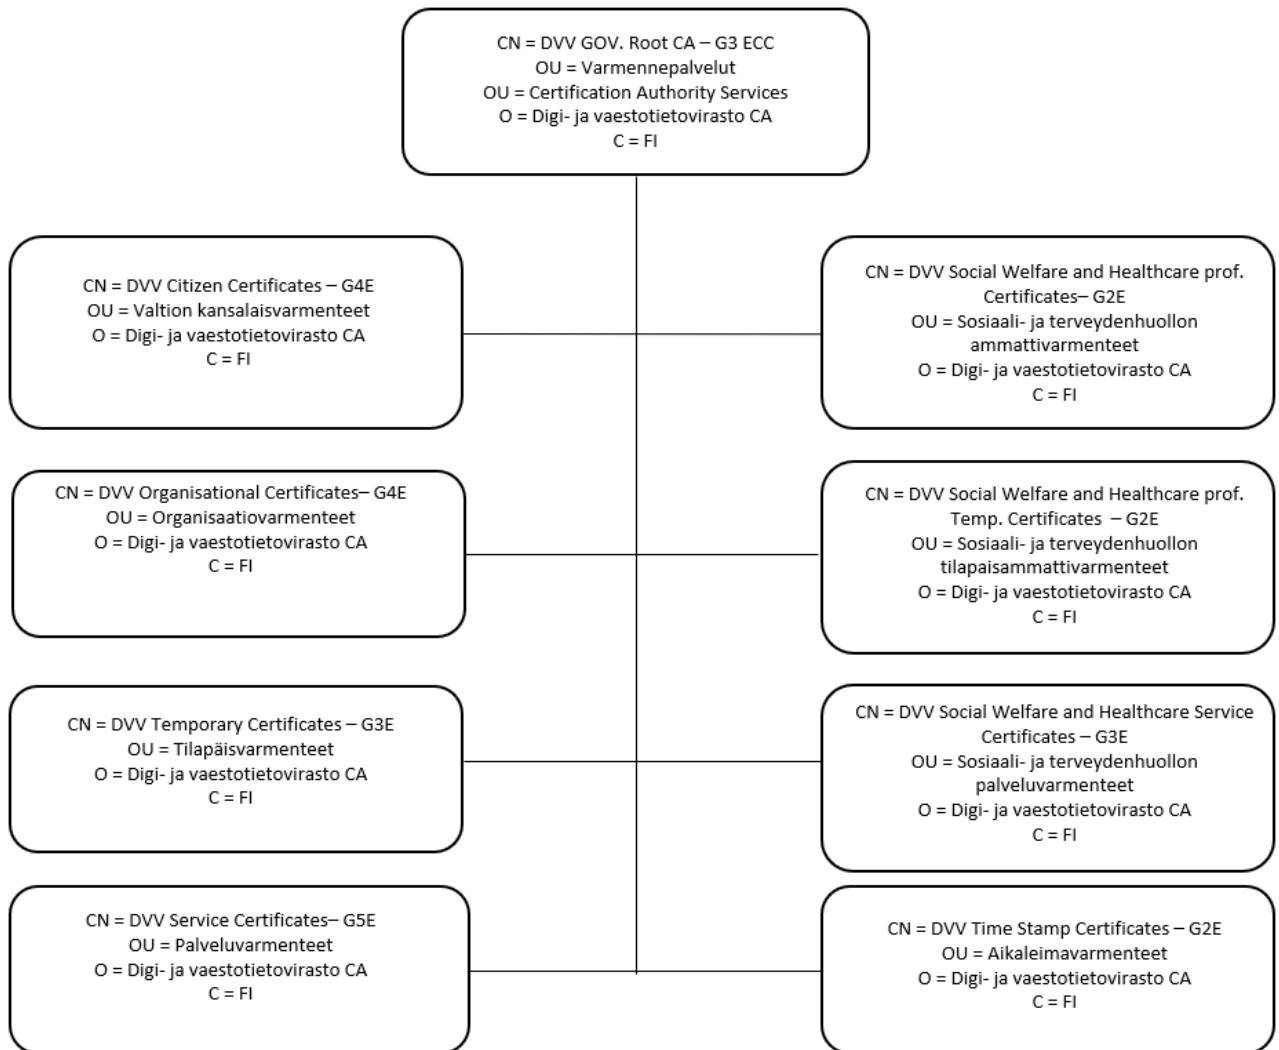 CN = DVV GOV. Root CA – G3 ECC
OU = Varmennepalvelut
OU = Certification Authority Services
O = Digi- ja vaestotietovirasto CA
C = FI
CN = DVV Citizen Certificates – G4E
OU = Valtion kansalaisvarmenteet
O = Digi- ja vaestotietovirasto CA
C = FI
CN = DVV Social Welfare and Healthcare prof.
Certificates– G2E
OU = Sosiaali- ja terveydenhuollon
ammattivarmenteet
O = Digi- ja vaestotietovirasto CA
C = FI
CN = DVV Organisational Certificates– G4E
OU = Organisaatiovarmenteet
O = Digi- ja vaestotietovirasto CA
C = FI
CN = DVV Social Welfare and Healthcare prof.
Temp. Certificates – G2E
OU = Sosiaali- ja terveydenhuollon
tilapaisammattivarmenteet
O = Digi- ja vaestotietovirasto CA
C = FI
CN = DVV Temporary Certificates – G3E
OU = Tilapäisvarmenteet
O = Digi- ja vaestotietovirasto CA
C = FI
CN = DVV Social Welfare and Healthcare Service
Certificates – G3E
OU = Sosiaali- ja terveydenhuollon
palveluvarmenteet
O = Digi- ja vaestotietovirasto CA
C = FI
CN = DVV Service Certificates– G5E
OU = Palveluvarmenteet
O = Digi- ja vaestotietovirasto CA
C = FI
CN = DVV Time Stamp Certificates – G2E
OU = Aikaleimavarmenteet
O = Digi- ja vaestotietovirasto CA
C = FI